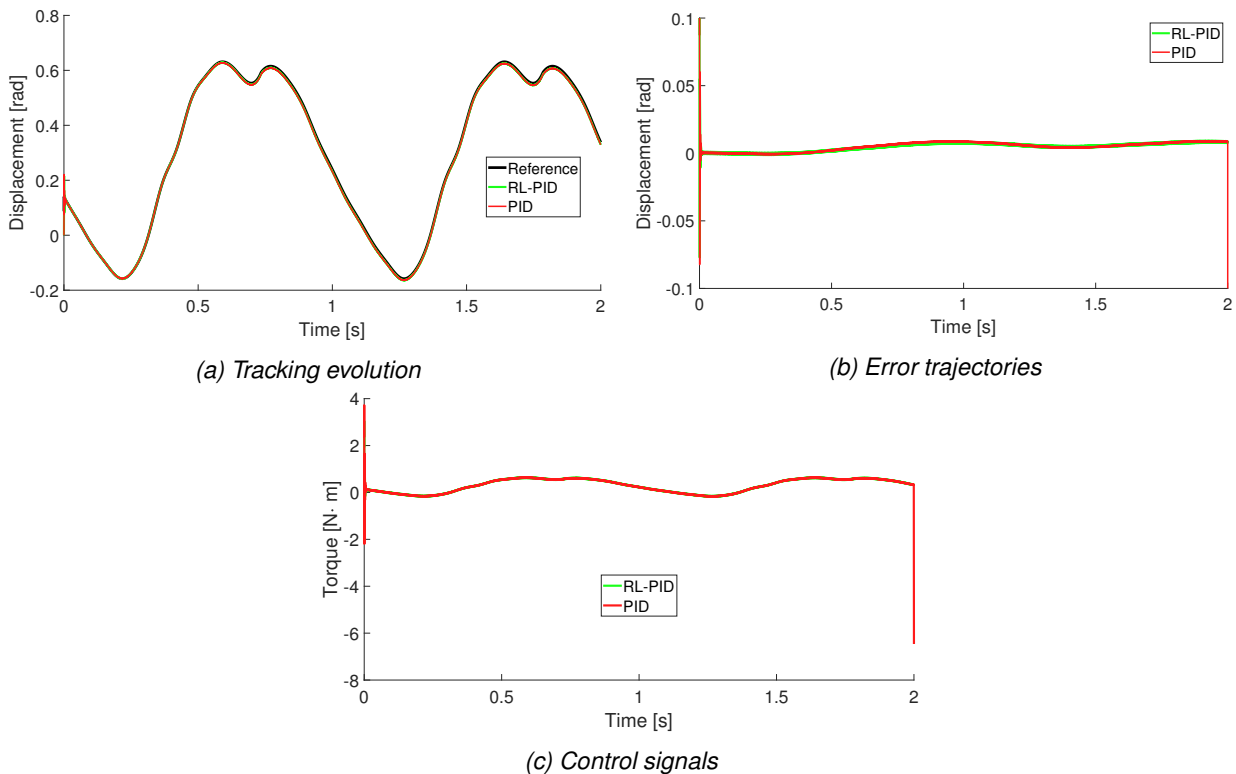 0.8
0.6
0.4
0.2
0
-0.2
Displacement [rad]
0
0.5
1
1.5
2
Time [s]
Reference
RL-PID
PID
(a) Tracking evolution
0.1
0.05
0
-0.05
-0.1
Displacement [rad]
0
0.5
1
1.5
2
Time [s]
RL-PID
PID
(b) Error trajectories
4
2
0
-2
-4
-6
-8
Torque [N· m]
0
0.5
1
1.5
2
Time [s]
RL-PID
PID
(c) Control signals